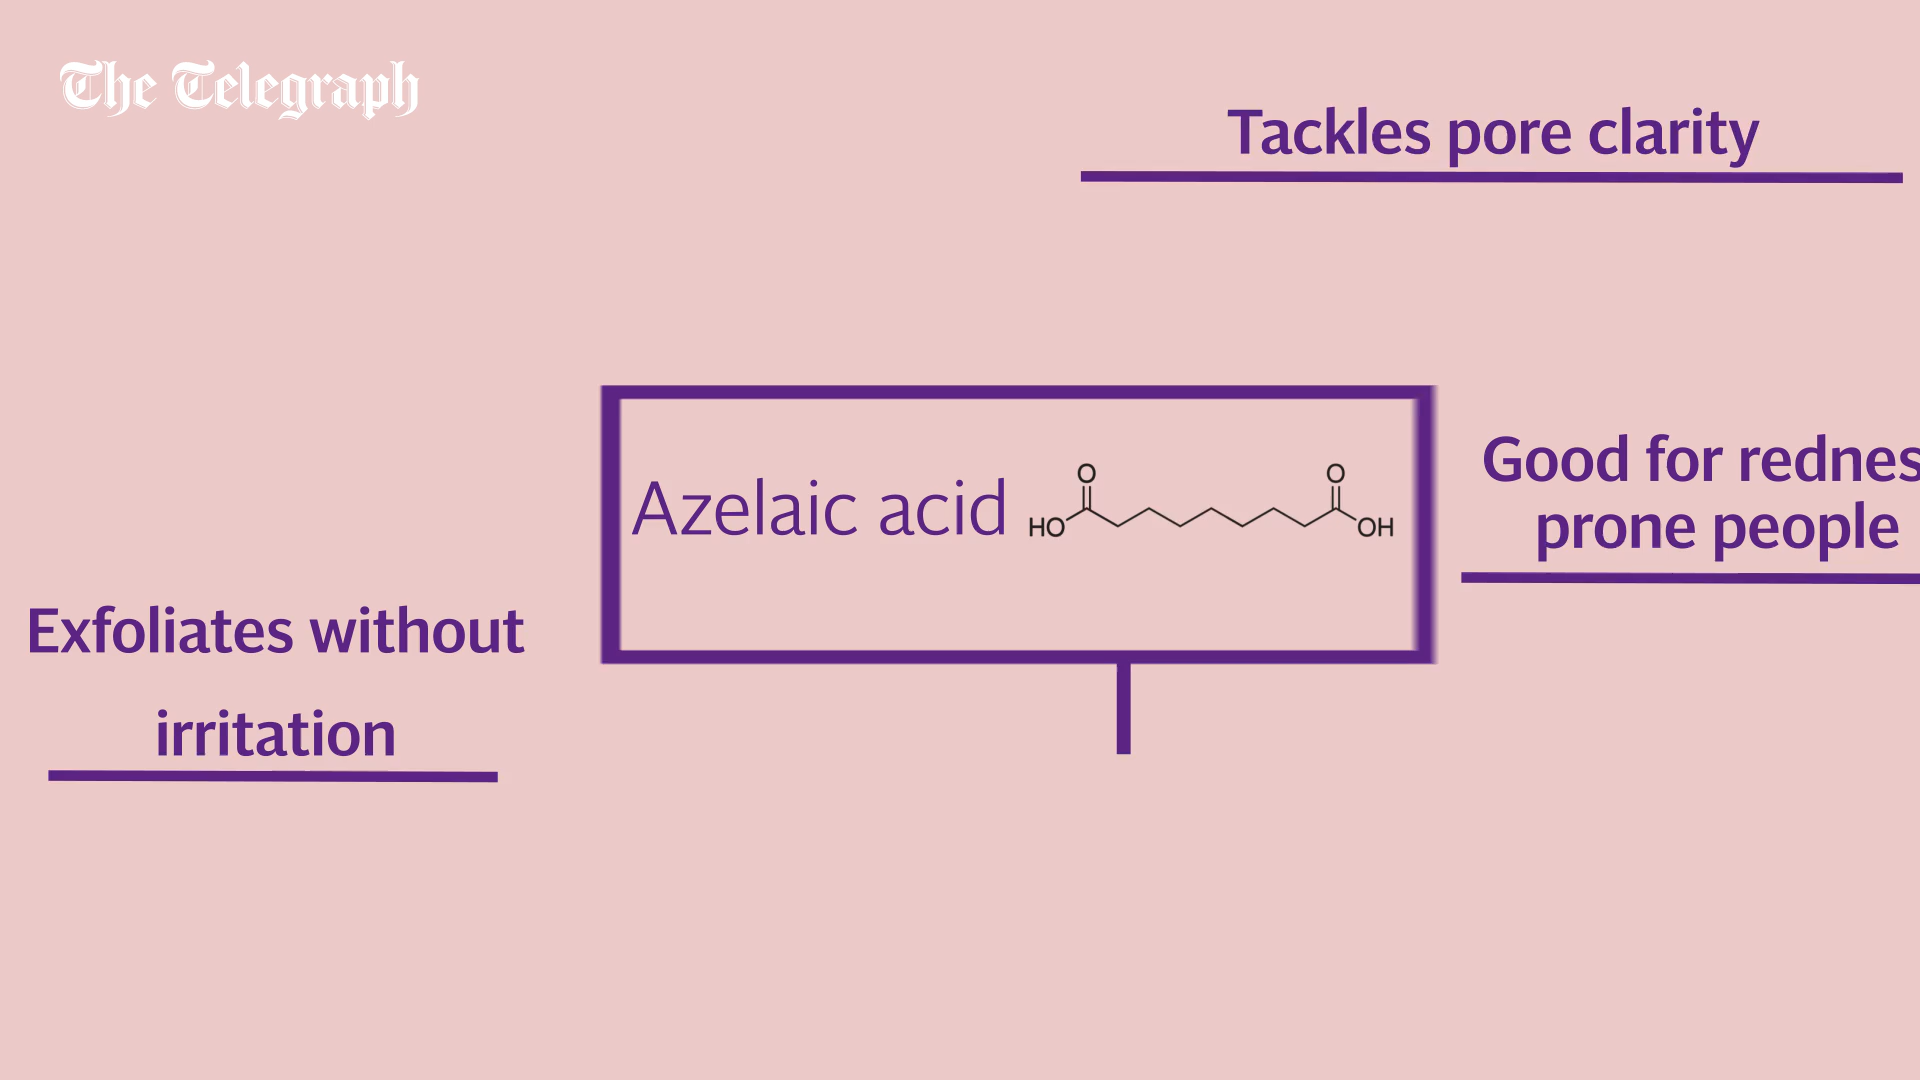 The Telegraph
Tackles pore clarity
Azelaic acid
O
HO
O
OH
Good for rednes
prone people
Exfoliates without
irritation